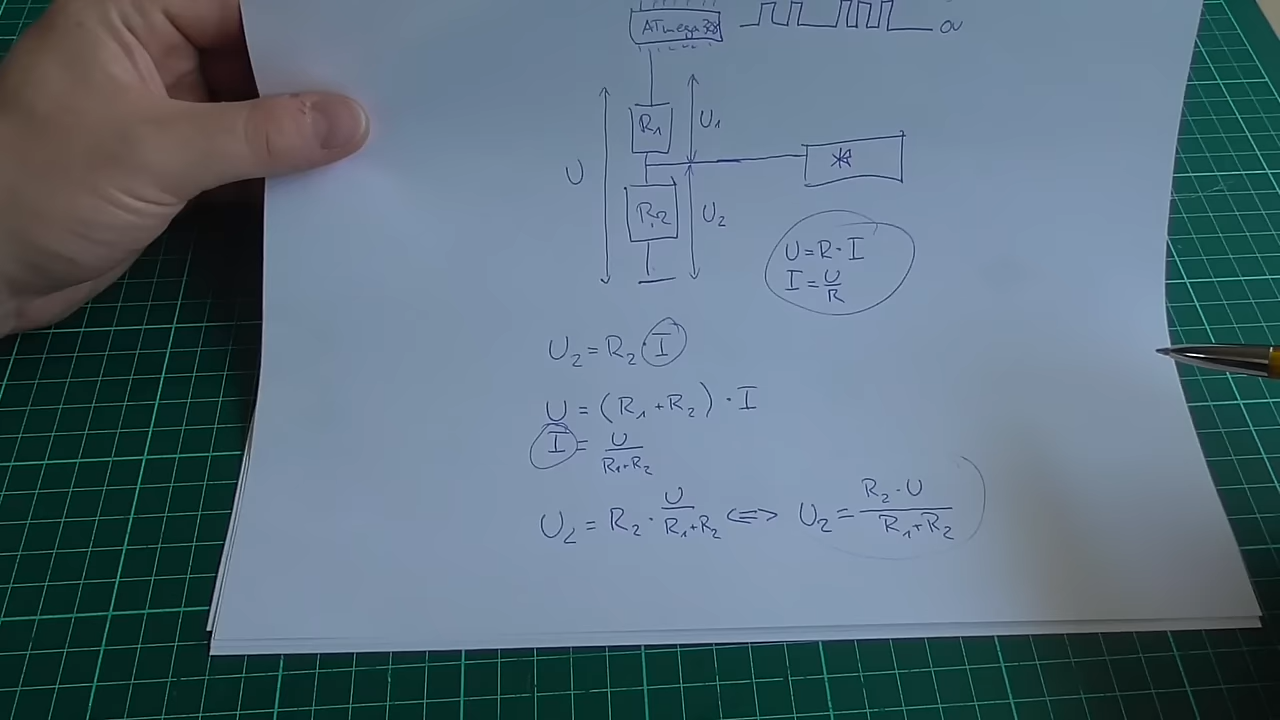 ATmega328
0V
R1
U1
U
R2
U2
U=R·I
I=U/R
U2=R2 I
U=(R1+R2)·I
I=U/R1+R2
U2=R2·U/R1+R2 <=> U2=R2·U/R1+R2